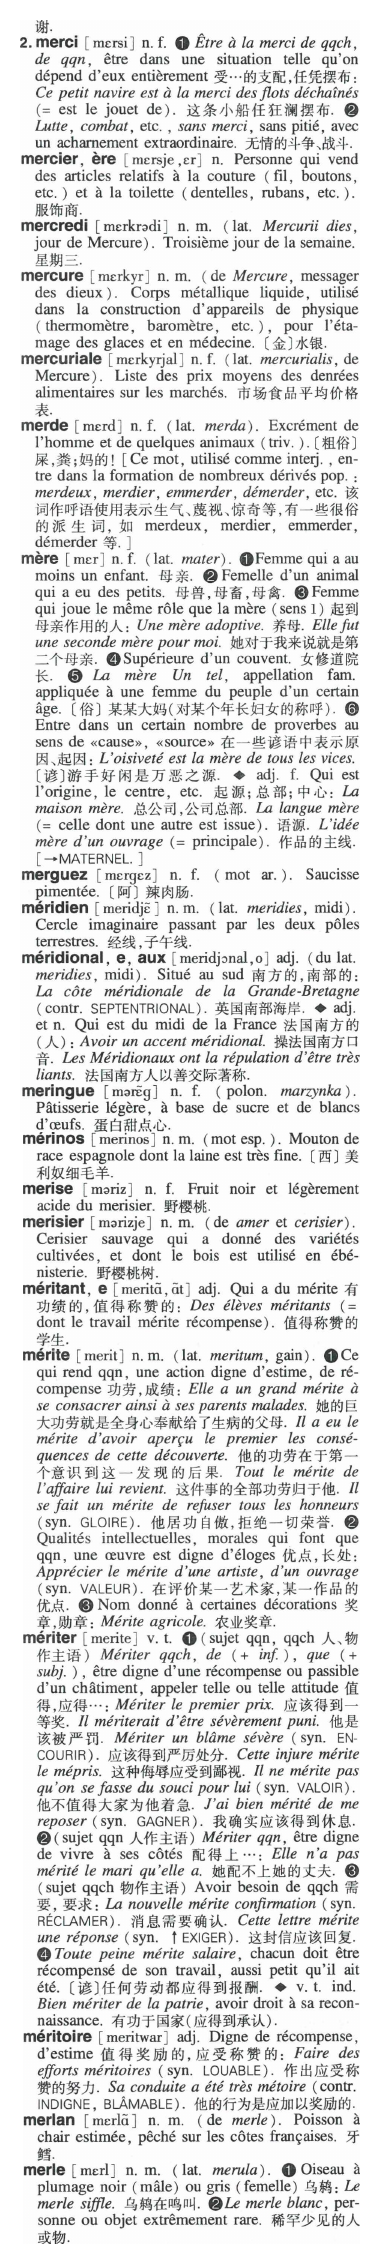 谢.
2. merci [mɛrsi] n. f. ❶ Être à la merci de qqch,
de qqn, être dans une situation telle qu'on
dépend d'eux entièrement 受…的支配,任凭摆布:
Ce petit navire est à la merci des flots déchaînés
(= est le jouet de). 这条小船任狂澜摆布. ❷
Lutte, combat, etc., sans merci, sans pitié, avec
un acharnement extraordinaire. 无情的斗争、战斗.
mercier, ère [mɛrsje,ɛr] n. Personne qui vend
des articles relatifs à la couture (fil, boutons,
etc.) et à la toilette (dentelles, rubans, etc.).
服饰商.
mercredi [mɛrkrədi] n. m. (lat. Mercurii dies,
jour de Mercure). Troisième jour de la semaine.
星期三.
mercure [mɛrkyr] n. m. (de Mercure, messager
des dieux). Corps métallique liquide, utilisé
dans la construction d'appareils de physique
(thermomètre, baromètre, etc.), pour l'éta-
mage des glaces et en médecine. 〔金〕水银.
mercuriale [mɛrkyrjal] n. f. (lat. mercurialis, de
Mercure). Liste des prix moyens des denrées
alimentaires sur les marchés. 市场食品平均价格
表.
merde [mɛrd] n. f. (lat. merda). Excrément de
l'homme et de quelques animaux (triv.).〔粗俗〕
屎,粪;妈的! [Ce mot, utilisé comme interj., en-
tre dans la formation de nombreux dérivés pop. :
merdeux, merdier, emmerder, démerder, etc. 该
词作呼语使用表示生气、蔑视、惊奇等,有一些很俗
的派生词, 如 merdeux, merdier, emmerder,
démerder 等.]
mère [mɛr] n. f. (lat. mater). ❶Femme qui a au
moins un enfant. 母亲. ❷ Femelle d'un animal
qui a eu des petits. 母兽,母畜,母禽. ❸ Femme
qui joue le même rôle que la mère (sens 1) 起到
母亲作用的人: Une mère adoptive. 养母. Elle fut
une seconde mère pour moi. 她对于我来说就是第
二个母亲. ❹Supérieure d'un couvent. 女修道院
长. ❺ La mère Un tel, appellation fam.
appliquée à une femme du peuple d'un certain
âge. 〔俗〕某某大妈(对某个年长妇女的称呼). ❻
Entre dans un certain nombre de proverbes au
sens de «cause», «source» 在一些谚语中表示原
因、起因: L'oisiveté est la mère de tous les vices.
〔谚〕游手好闲是万恶之源. ◆ adj. f. Qui est
l'origine, le centre, etc. 起源;总部;中心: La
maison mère. 总公司,公司总部. La langue mère
(= celle dont une autre est issue). 语源. L'idée
mère d'un ouvrage (= principale). 作品的主线.
[→MATERNEL.]
merguez [mɛrgɛz] n. f. (mot ar.). Saucisse
pimentée. 〔阿〕辣肉肠.
méridien [meridjɛ̃] n. m. (lat. meridies, midi).
Cercle imaginaire passant par les deux pôles
terrestres. 经线,子午线.
méridional, e, aux [meridjɔnal,o] adj. (du lat.
meridies, midi). Situé au sud 南方的,南部的:
La côte méridionale de la Grande-Bretagne
(contr. SEPTENTRIONAL). 英国南部海岸. ◆ adj.
et n. Qui est du midi de la France 法国南方的
(人): Avoir un accent méridional. 操法国南方口
音. Les Méridionaux ont la répulation d'être très
liants. 法国南方人以善交际著称.
meringue [mərɛ̃g] n. f. (polon. marzynka).
Pâtisserie légère, à base de sucre et de blancs
d'œufs. 蛋白甜点心.
mérinos [merinos] n. m. (mot esp.). Mouton de
race espagnole dont la laine est très fine. 〔西〕美
利奴细毛羊.
merise [məriz] n. f. Fruit noir et légèrement
acide du merisier. 野樱桃.
merisier [mərizje] n. m. (de amer et cerisier).
Cerisier sauvage qui a donné des variétés
cultivées, et dont le bois est utilisé en ébé-
nisterie. 野樱桃树.
méritant, e [meritɑ̃, ɑ̃t] adj. Qui a du mérite 有
功绩的,值得称赞的: Des élèves méritants (=
dont le travail mérite récompense). 值得称赞的
学生.
mérite [merit] n. m. (lat. meritum, gain). ❶Ce
qui rend qqn, une action digne d'estime, de ré-
compense 功劳,成绩: Elle a un grand mérite à
se consacrer ainsi à ses parents malades. 她的巨
大功劳就是全身心奉献给了生病的父母. Il a eu le
mérite d'avoir aperçu le premier les consé-
quences de cette découverte. 他的功劳在于第一
个意识到这一发现的后果. Tout le mérite de
l'affaire lui revient. 这件事的全部功劳归于他. Il
se fait un mérite de refuser tous les honneurs
(syn. GLOIRE). 他居功自傲,拒绝一切荣誉. ❷
Qualités intellectuelles, morales qui font que
qqn, une œuvre est digne d'éloges 优点,长处:
Apprécier le mérite d'une artiste, d'un ouvrage
(syn. VALEUR). 在评价某一艺术家,某一作品的
优点. ❸ Nom donné à certaines décorations 奖
章,勋章: Mérite agricole. 农业奖章.
mériter [merite] v. t. ❶(sujet qqn, qqch 人、物
作主语) Mériter qqch, de (+ inf.), que (+
subj.), être digne d'une récompense ou passible
d'un châtiment, appeler telle ou telle attitude 值
得,应得…: Mériter le premier prix. 应该得到一
等奖. Il mériterait d'être sévèrement puni. 他是
该被严罚. Mériter un blâme sévère (syn. EN-
COURIR). 应该得到严厉处分. Cette injure mérite
le mépris. 这种侮辱应受到鄙视. Il ne mérite pas
qu'on se fasse du souci pour lui (syn. VALOIR).
他不值得大家为他着急. J'ai bien mérité de me
reposer (syn. GAGNER). 我确实应该得到休息.
❷(sujet qqn 人作主语) Mériter qqn, être digne
de vivre à ses côtés 配得上…: Elle n'a pas
mérité le mari qu'elle a. 她配不上她的丈夫. ❸
(sujet qqch 物作主语) Avoir besoin de qqch 需
要, 要求: La nouvelle mérite confirmation (syn.
RÉCLAMER). 消息需要确认. Cette lettre mérite
une réponse (syn. ↑EXIGER). 这封信应该回复.
❹Toute peine mérite salaire, chacun doit être
récompensé de son travail, aussi petit qu'il ait
été. 〔谚〕任何劳动都应得到报酬. ◆ v. t. ind.
Bien mériter de la patrie, avoir droit à sa recon-
naissance. 有功于国家(应得到承认).
méritoire [meritwar] adj. Digne de récompense,
d'estime 值得奖励的,应受称赞的: Faire des
efforts méritoires (syn. LOUABLE). 作出应受称
赞的努力. Sa conduite a été très métoire (contr.
INDIGNE, BLÂMABLE). 他的行为是应加以奖励的.
merlan [mɛrlɑ̃] n. m. (de merle). Poisson à
chair estimée, pêché sur les côtes françaises. 牙
鳕.
merle [mɛrl] n. m. (lat. merula). ❶ Oiseau à
plumage noir (mâle) ou gris (femelle) 乌鸫: Le
merle siffle. 乌鸫在鸣叫. ❷Le merle blanc, per-
sonne ou objet extrêmement rare. 稀罕少见的人
或物.